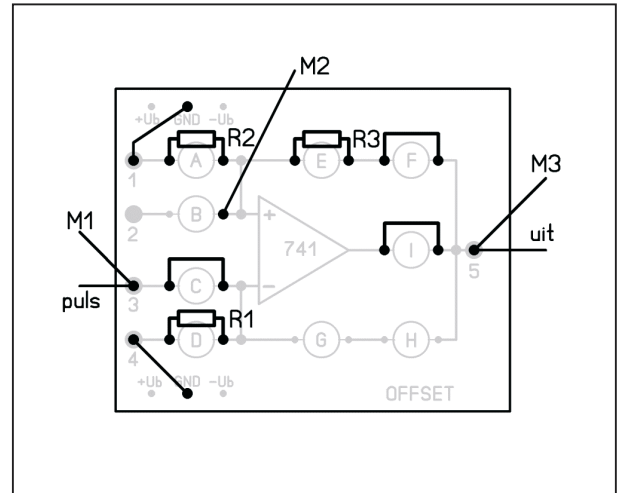 M2
+Ub GND -Ub
R2
R3
A
E
F
1
M3
M1
B
+
2
741
I
uit
5
C
-
puls
3
R1
D
G
H
4
+Ub GND -Ub
OFFSET